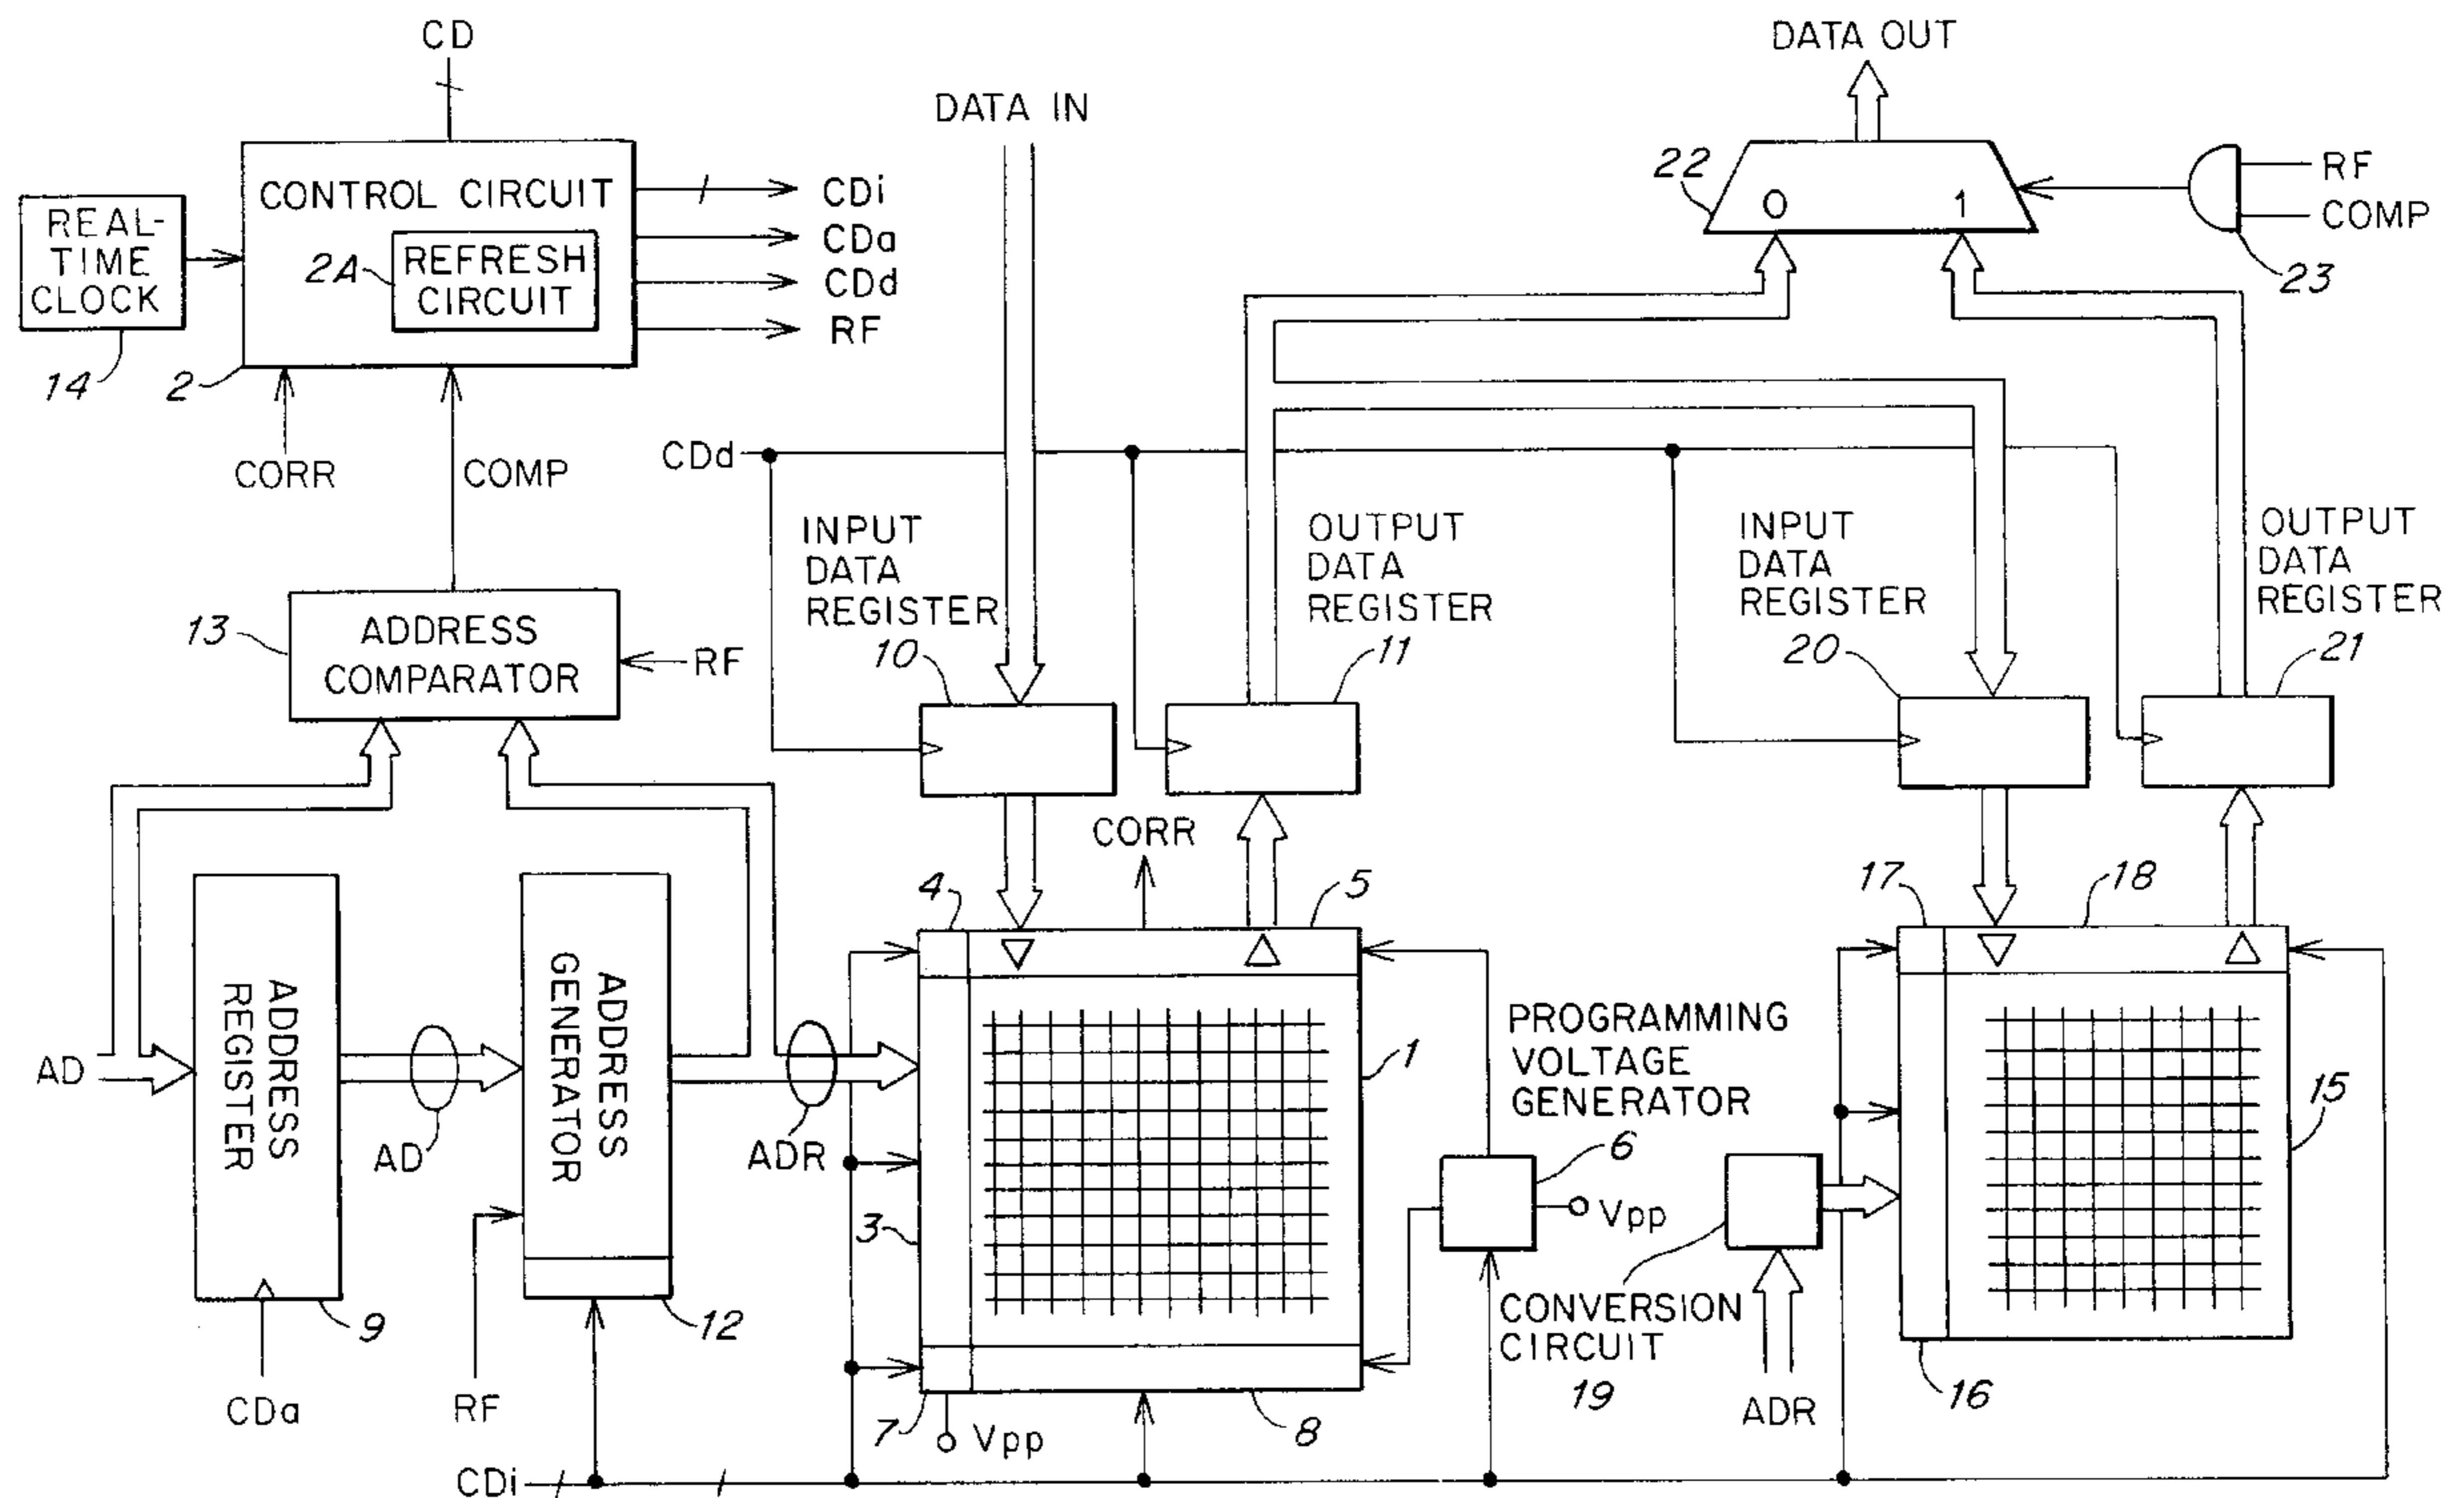 CD
DATA OUT
DATA IN
CONTROL CIRCUIT
REAL-
TIME
CLOCK
14
2
2A
REFRESH
CIRCUIT
CDi
CDa
CDd
RF
22
0
1
RF
COMP
23
CORR
COMP
CDd
INPUT
DATA
REGISTER
10
OUTPUT
DATA
REGISTER
11
INPUT
DATA
REGISTER
20
OUTPUT
DATA
REGISTER
21
13
ADDRESS
COMPARATOR
RF
CORR
4
5
17
18
AD
ADDRESS
REGISTER
AD
ADDRESS
GENERATOR
ADR
1
PROGRAMMING
VOLTAGE
GENERATOR
6
Vpp
15
3
9
12
CONVERSION
CIRCUIT
19
ADR
16
CDa
RF
7
Vpp
8
CDi